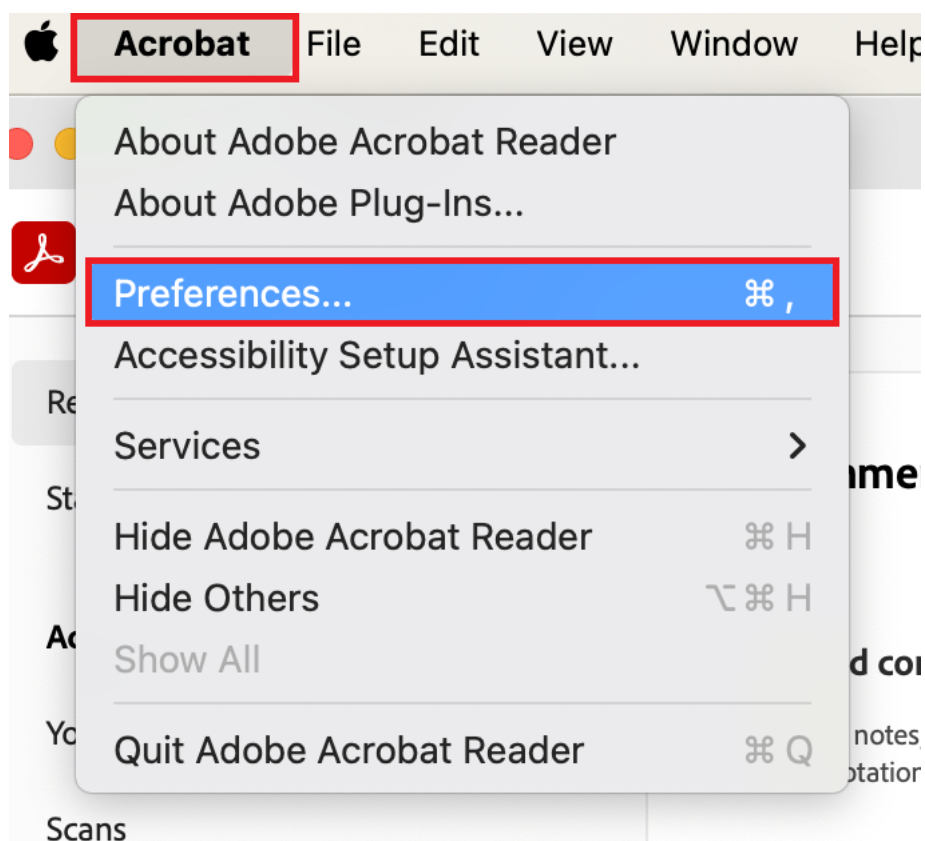 Acrobat File Edit View Window Help
About Adobe Acrobat Reader
About Adobe Plug-Ins...
Preferences... ⌘ ,
Accessibility Setup Assistant...
Services
Hide Adobe Acrobat Reader ⌘ H
Hide Others ⌥ ⌘ H
Show All
notes,
Quit Adobe Acrobat Reader ⌘ Q
Scans